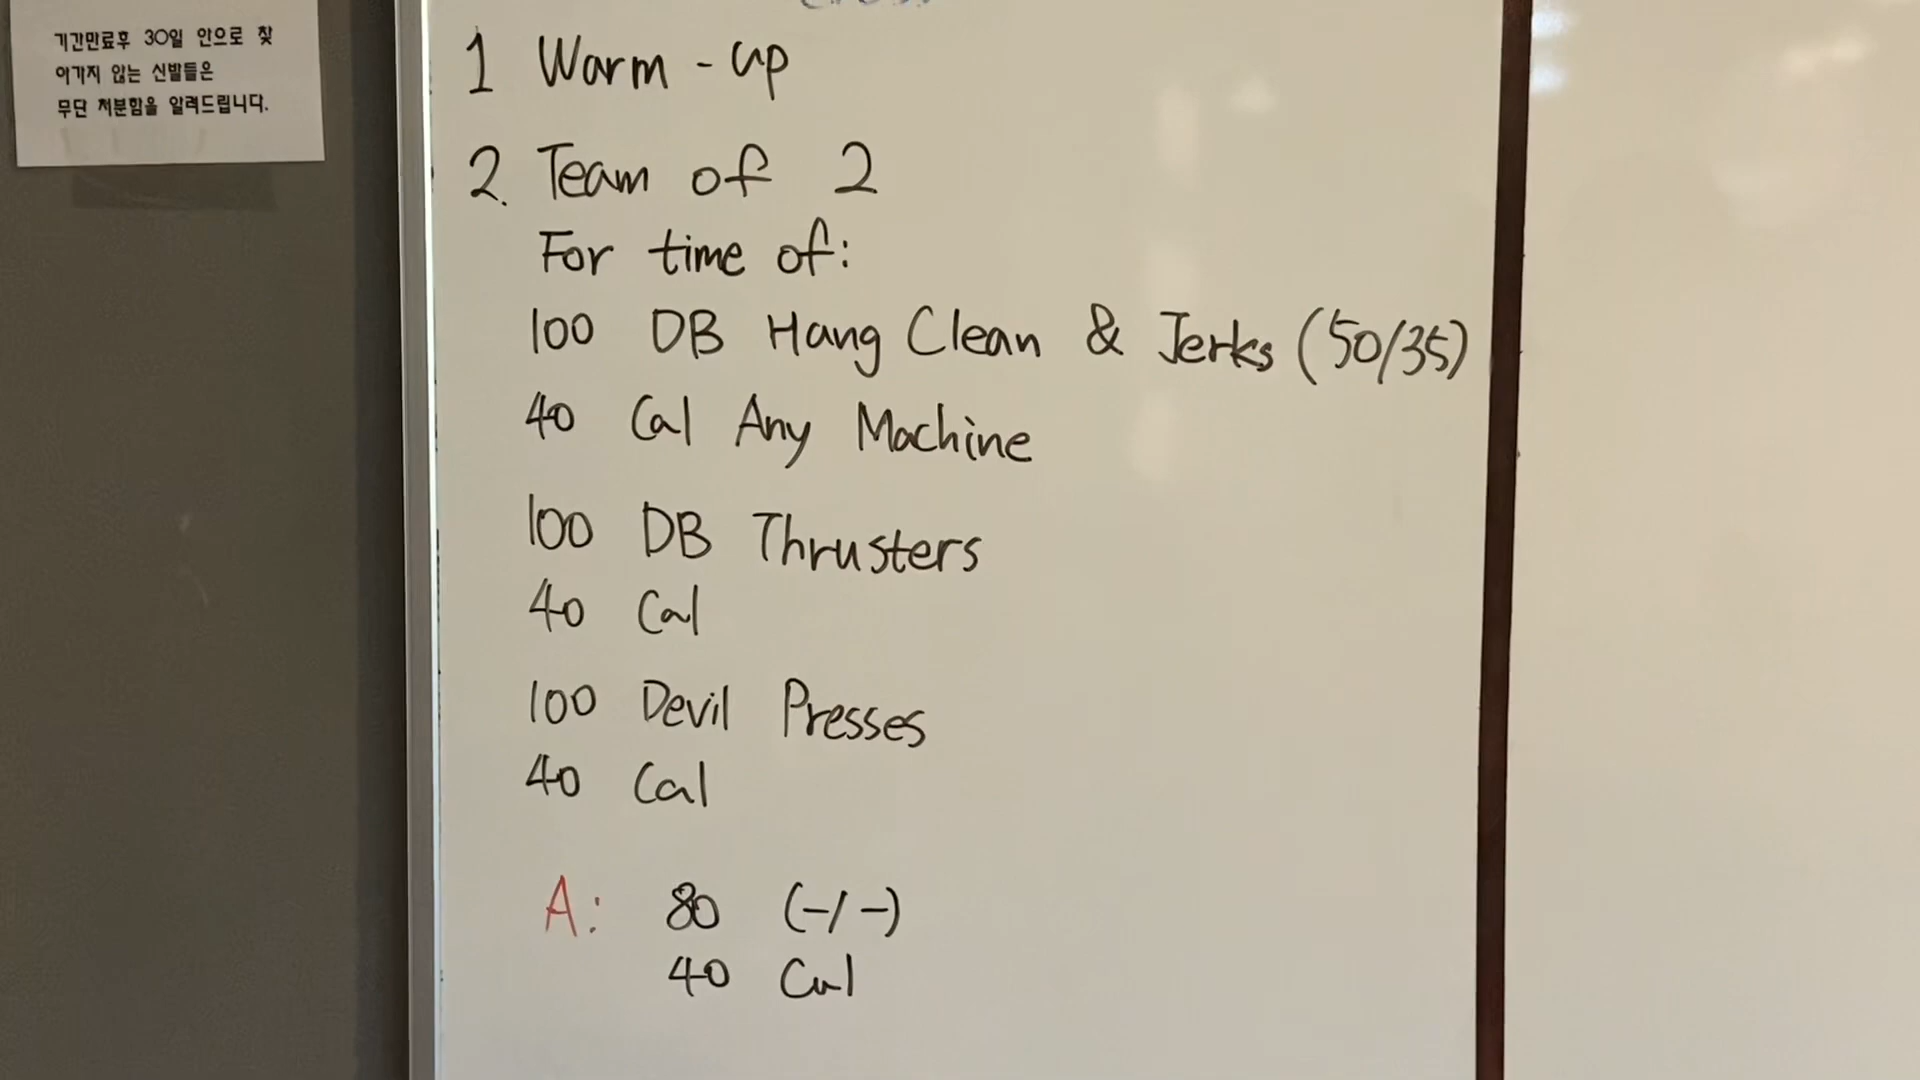 기간만료후 30일 안으로 찾
아가지 않는 신발들은
무단 처분함을 알려드립니다.
1 Warm-up
2. Team of 2
For time of:
100 DB Hang Clean & Jerks (50/35)
40 Cal Any Machine
100 DB Thrusters
40 Cal
100 Devil Presses
40 Cal
A: 80 (-/-)
40 Cal